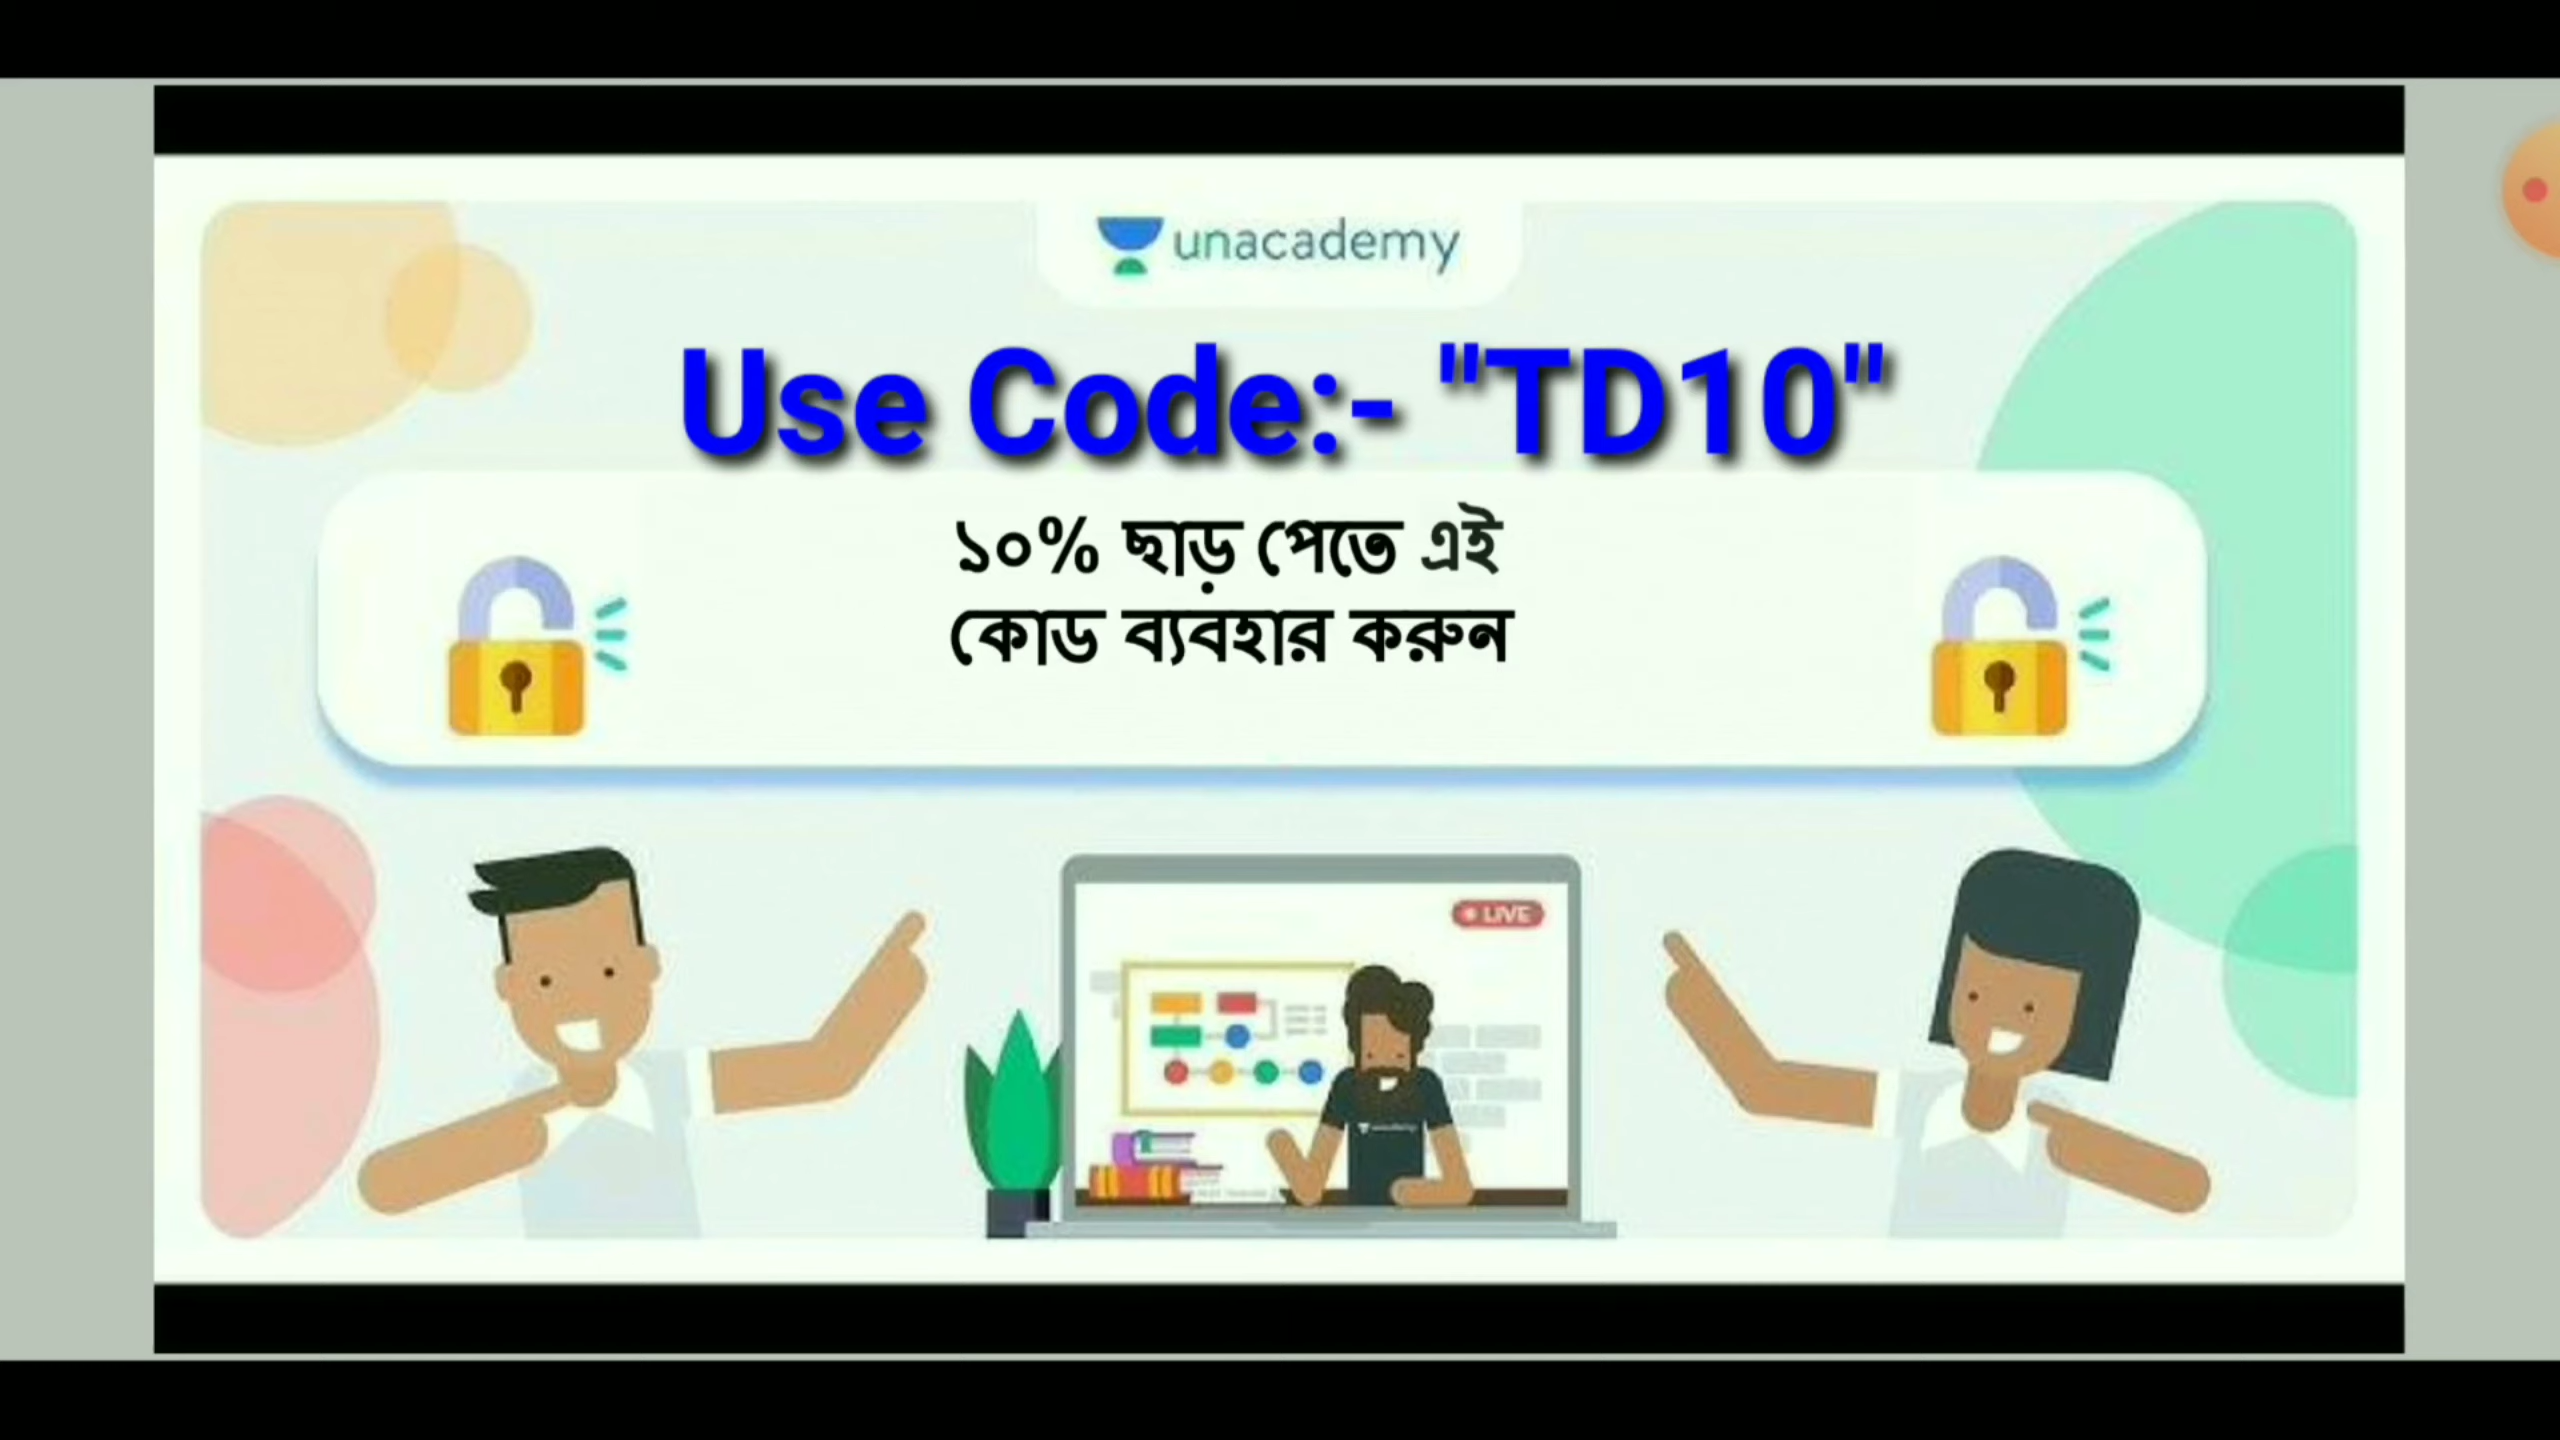 unacademy
Use Code:- "TD10"
১০% ছাড় পেতে এই
কোড ব্যবহার করুন
LIVE